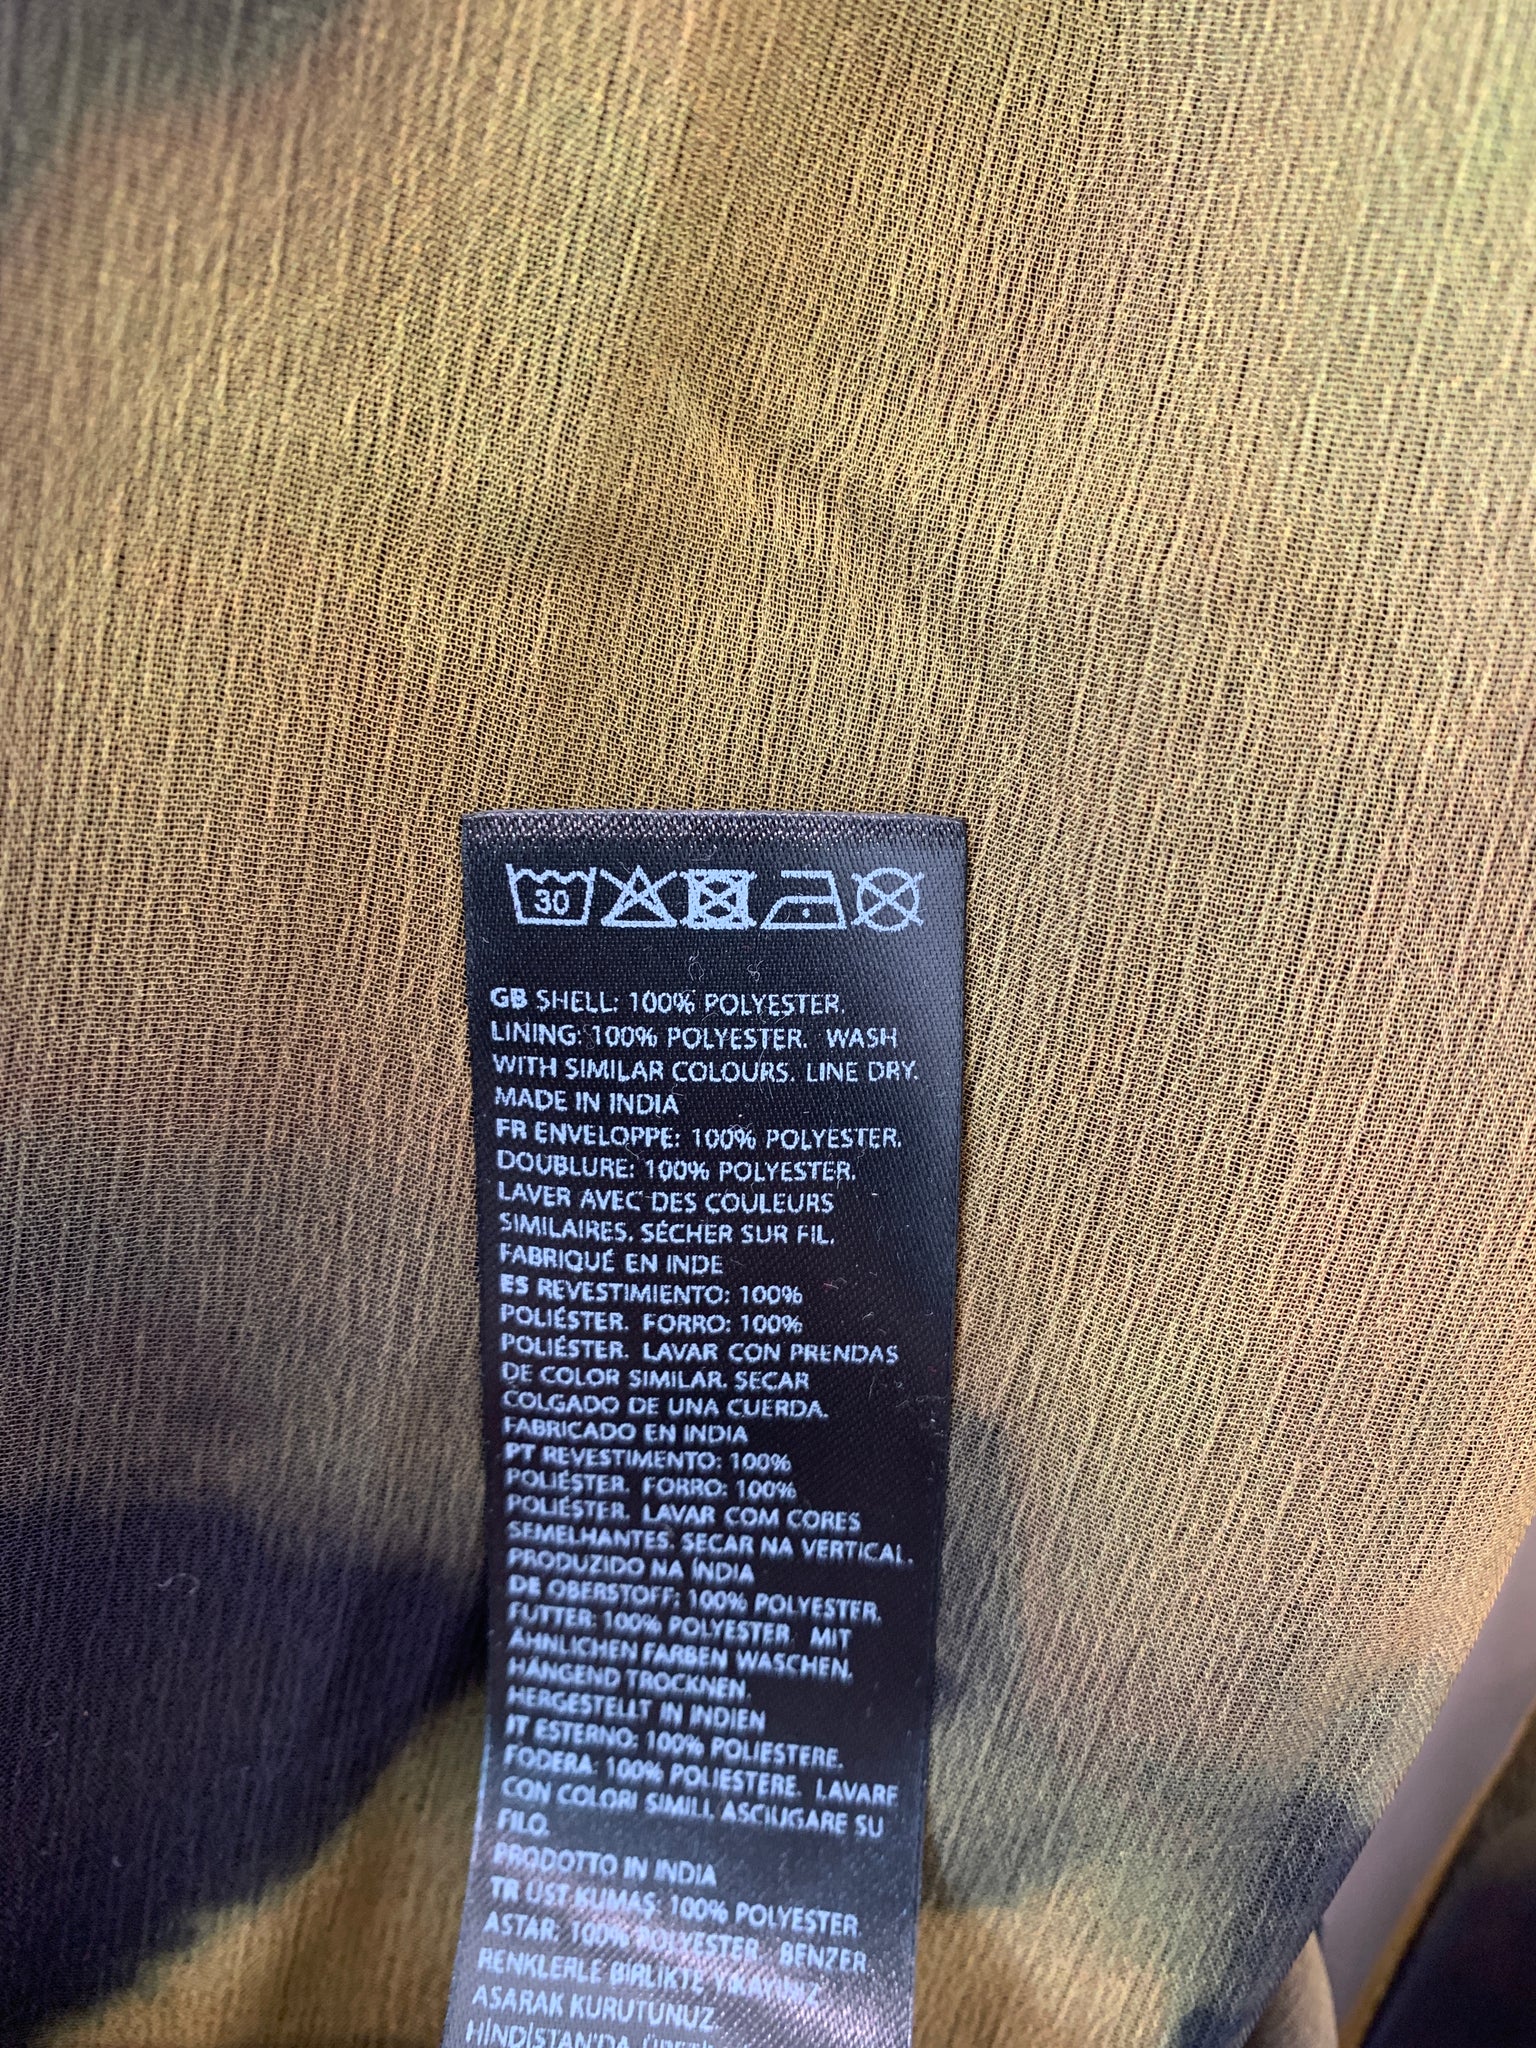 30
GB SHELL: 100% POLYESTER.
LINING: 100% POLYESTER. WASH
WITH SIMILAR COLOURS. LINE DRY.
MADE IN INDIA
FR ENVELOPPE: 100% POLYESTER.
DOUBLURE: 100% POLYESTER.
LAVER AVEC DES COULEURS
SIMILAIRES. SÉCHER SUR FIL.
FABRIQUÉ EN INDE
ES REVESTIMIENTO: 100%
POLIÉSTER. FORRO: 100%
POLIÉSTER. LAVAR CON PRENDAS
DE COLOR SIMILAR. SECAR
COLGADO DE UNA CUERDA.
FABRICADO EN INDIA
PT REVESTIMENTO: 100%
POLIÉSTER. FORRO: 100%
POLIÉSTER. LAVAR COM CORES
SEMELHANTES. SECAR NA VERTICAL.
PRODUZIDO NA ÍNDIA
DE OBERSTOFF: 100% POLYESTER.
FUTTER: 100% POLYESTER. MIT
ÄHNLICHEN FARBEN WASCHEN.
HÄNGEND TROCKNEN.
HERGESTELLT IN INDIEN
IT ESTERNO: 100% POLIESTERE.
FODERA: 100% POLIESTERE. LAVARE
CON COLORI SIMILI. ASCIUGARE SU
FILO.
PRODOTTO IN INDIA
TR ÜST KUMAŞ: 100% POLYESTER.
ASTAR: 100% POLYESTER. BENZER
RENKLERLE BİRLİKTE YIKAYINIZ.
ASARAK KURUTUNUZ.
HİNDİSTAN'DA